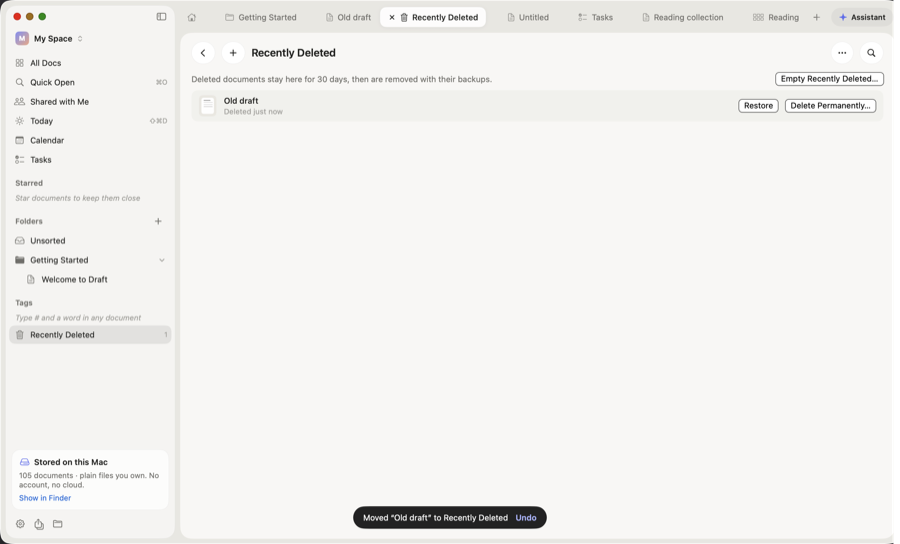 Getting Started
Old draft
Recently Deleted
Untitled
Tasks
Reading collection
Reading
Assistant
M My Space
All Docs
Quick Open ⌘O
Shared with Me
Today ⇧⌘D
Calendar
Tasks
Starred
Star documents to keep them close
Folders
Unsorted
Getting Started
Welcome to Draft
Tags
Type # and a word in any document
Recently Deleted 1
Stored on this Mac
105 documents · plain files you own. No
account, no cloud.
Show in Finder
Recently Deleted
Deleted documents stay here for 30 days, then are removed with their backups.
Empty Recently Deleted...
Old draft
Deleted just now
Restore
Delete Permanently...
Moved “Old draft” to Recently Deleted Undo